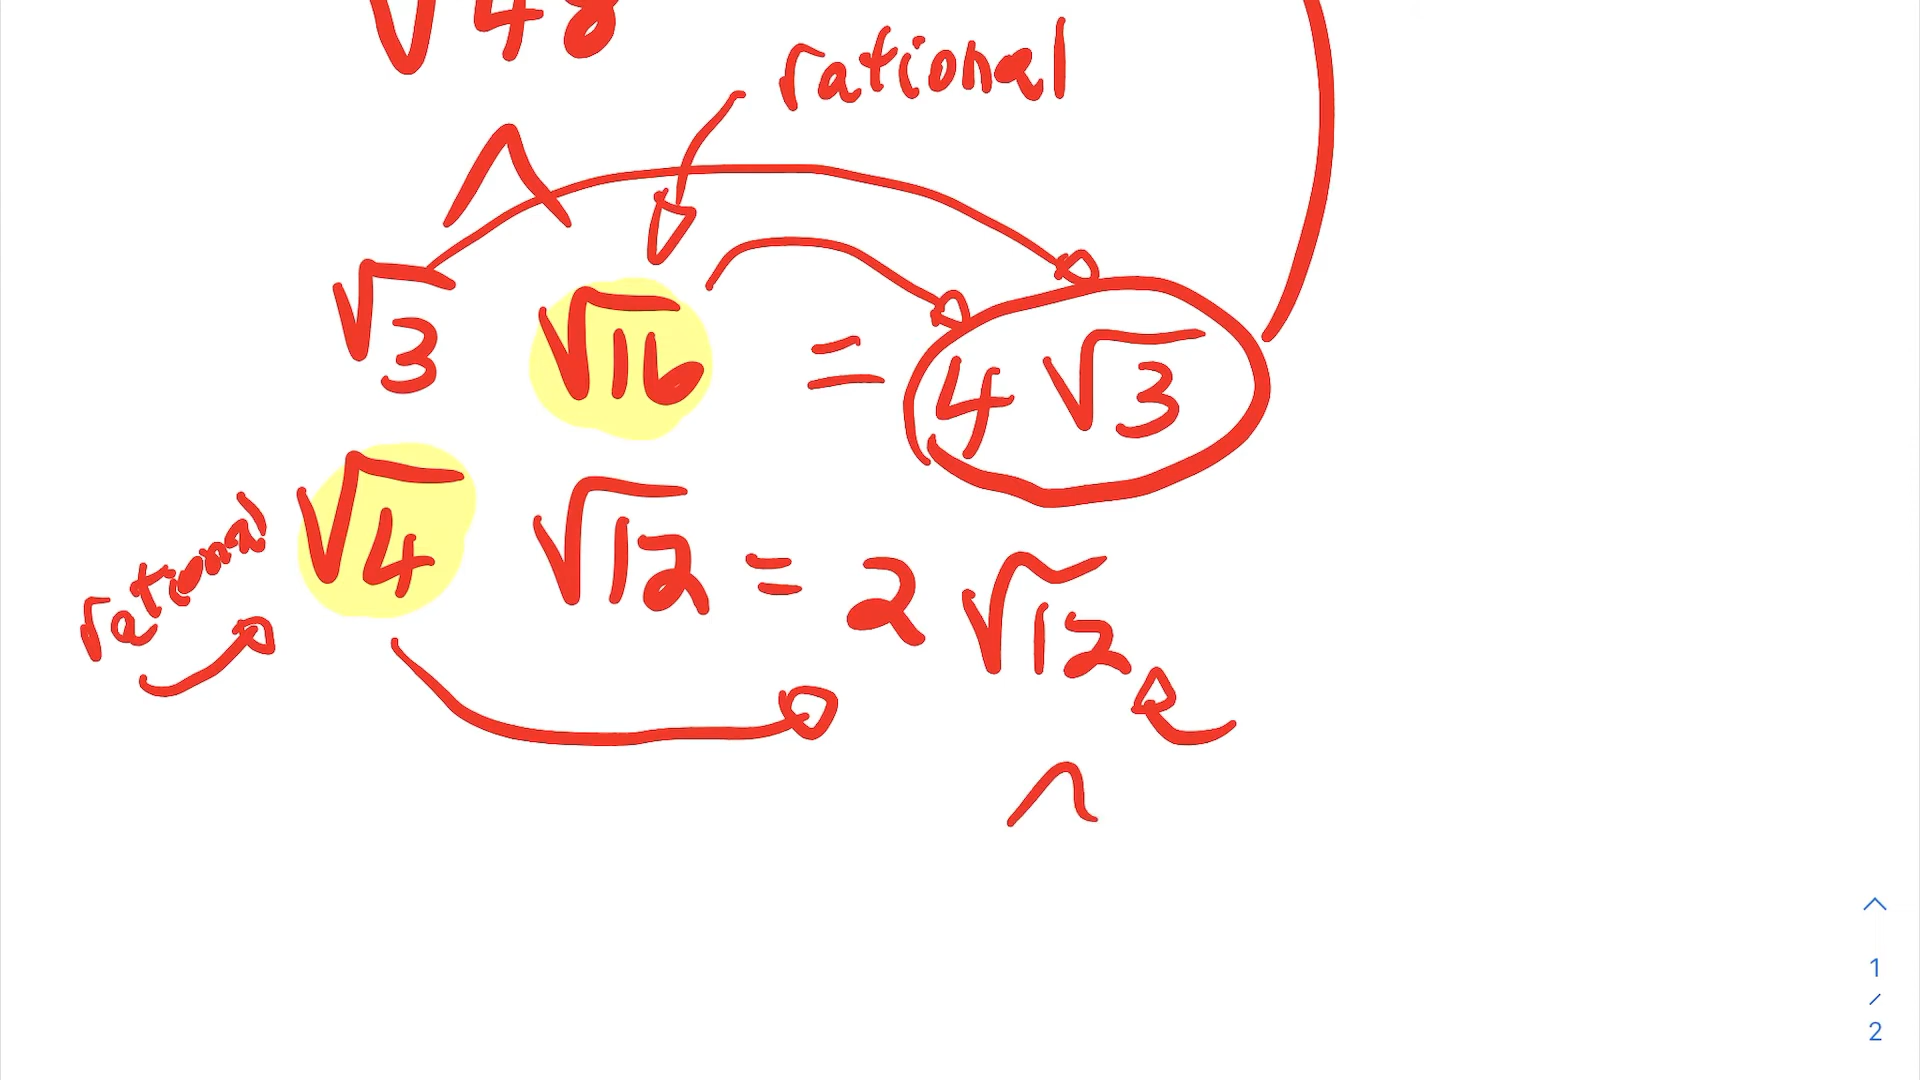 √48
rational
√3 √16 = 4√3
rational √4 √12 = 2√12
1
/
2